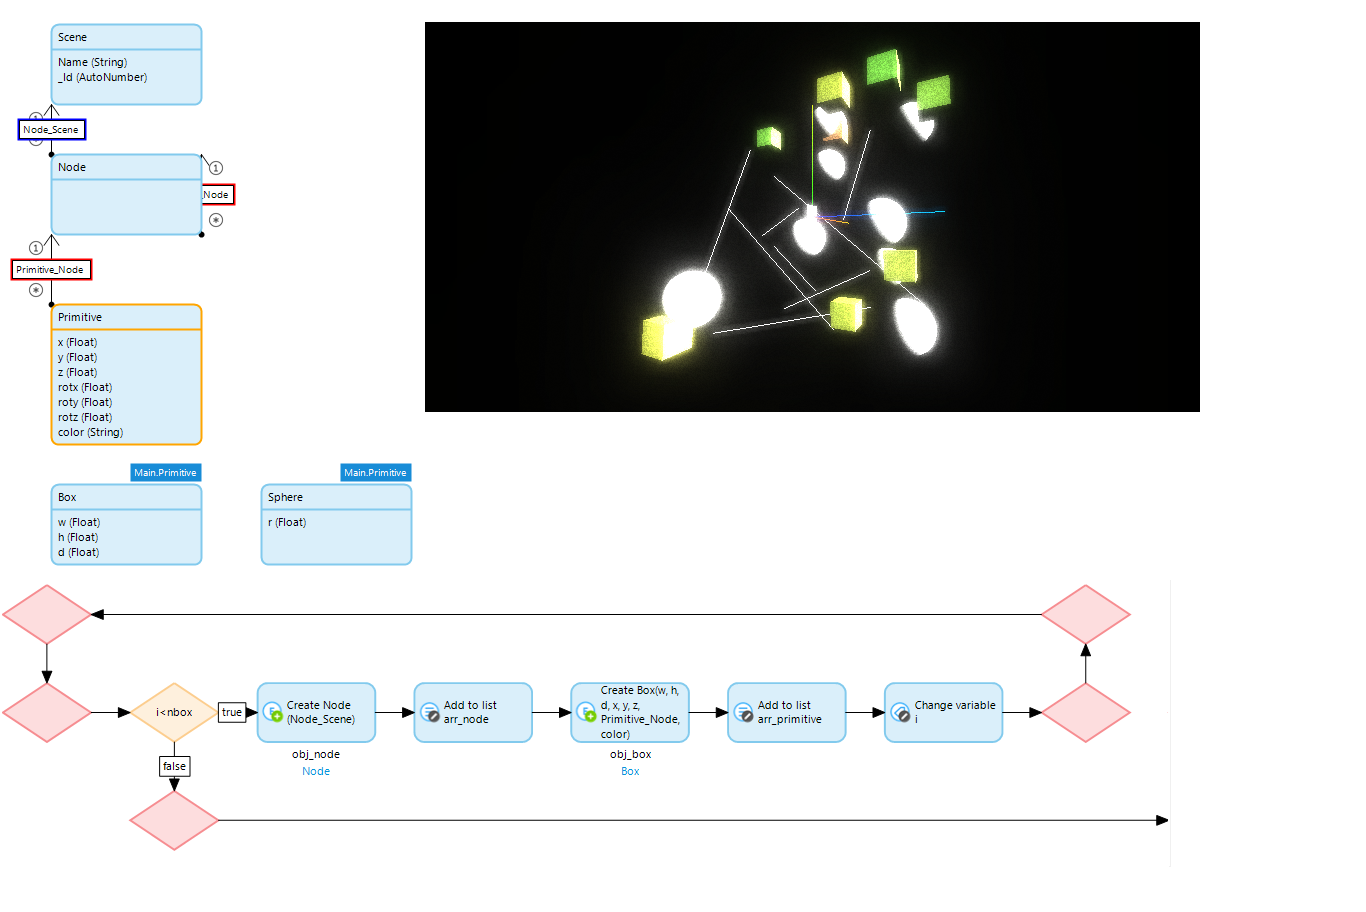 Scene
Name (String)
_Id (AutoNumber)
1
Node_Scene
Node
1
_Node
*
1
Primitive_Node
*
Primitive
x (Float)
y (Float)
z (Float)
rotx (Float)
roty (Float)
rotz (Float)
color (String)
Main.Primitive
Box
w (Float)
h (Float)
d (Float)
Main.Primitive
Sphere
r (Float)
i<nbox
true
false
Create Node
(Node_Scene)
obj_node
Node
Add to list
arr_node
Create Box(w, h,
d, x, y, z,
Primitive_Node,
color)
obj_box
Box
Add to list
arr_primitive
Change variable
i